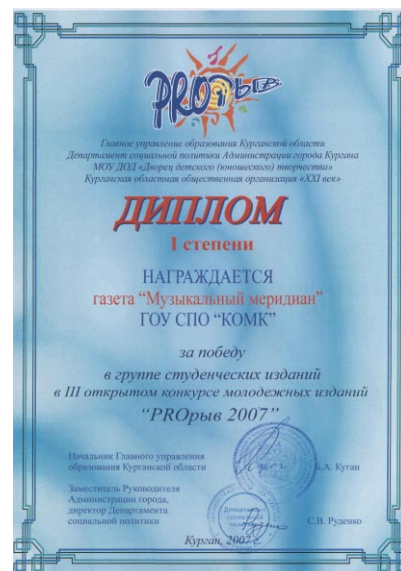 PROрыв
Главное управление образования Курганской области
Департамент социальной политики Администрации города Кургана
МОУ ДОД «Дворец детского (юношеского) творчества»
Курганская областная общественная организация «XXI век»
ДИПЛОМ
I степени
НАГРАЖДАЕТСЯ
газета "Музыкальный меридиан"
ГОУ СПО "КОМК"
за победу
в группе студенческих изданий
в III открытом конкурсе молодежных изданий
"PROрыв 2007"
Начальник Главного управления
образования Курганской области
Б.А. Куган
Заместитель Руководителя
Администрации города,
директор Департамента
социальной политики
Департамент
социальной
С.В. Руденко
Курган, 2007 г.